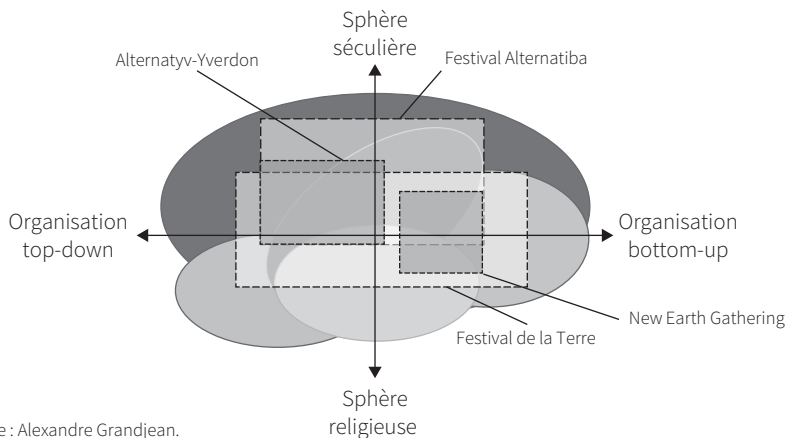 Sphère
séculière
Alternatyv-Yverdon
Festival Alternatiba
Organisation
top-down
Organisation
bottom-up
New Earth Gathering
Festival de la Terre
Sphère
religieuse
e : Alexandre Grandjean.